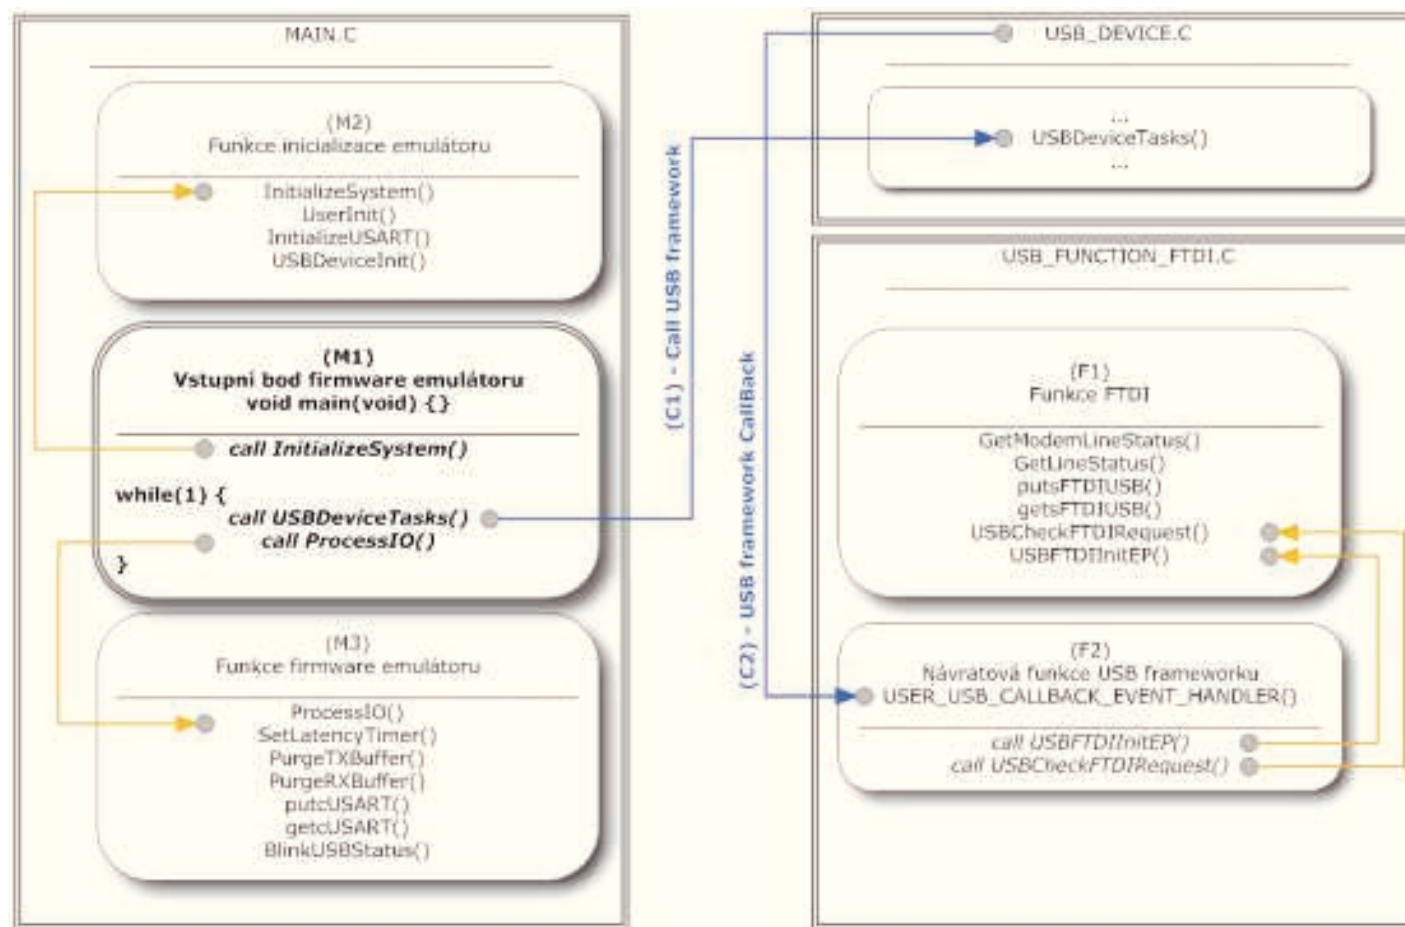 MAIN.C
(M2)
Funkce inicializace emulátoru
InitializeSystem()
UserInit()
InitializeUSART()
USBDeviceInit()
(M1)
Vstupní bod firmware emulátoru
void main(void) {}
call InitializeSystem()
while(1) {
call USBDeviceTasks()
call ProcessIO()
}
(M3)
Funkce firmware emulátoru
ProcessIO()
SetLatencyTimer()
PurgeTXBuffer()
PurgeRXBuffer()
putcUSART()
getcUSART()
BlinkUSBStatus()
(C1) - Call USB framework
(C2) - USB framework CallBack
USB_DEVICE.C
...
USBDeviceTasks()
...
USB_FUNCTION_FTDI.C
(F1)
Funkce FTDI
GetModemLineStatus()
GetLineStatus()
putsFTDIUSB()
getsFTDIUSB()
USBCheckFTDIRequest()
USBFTDIInitEP()
(F2)
Návratová funkce USB frameworku
USER_USB_CALLBACK_EVENT_HANDLER()
call USBFTDIInitEP()
call USBCheckFTDIRequest()